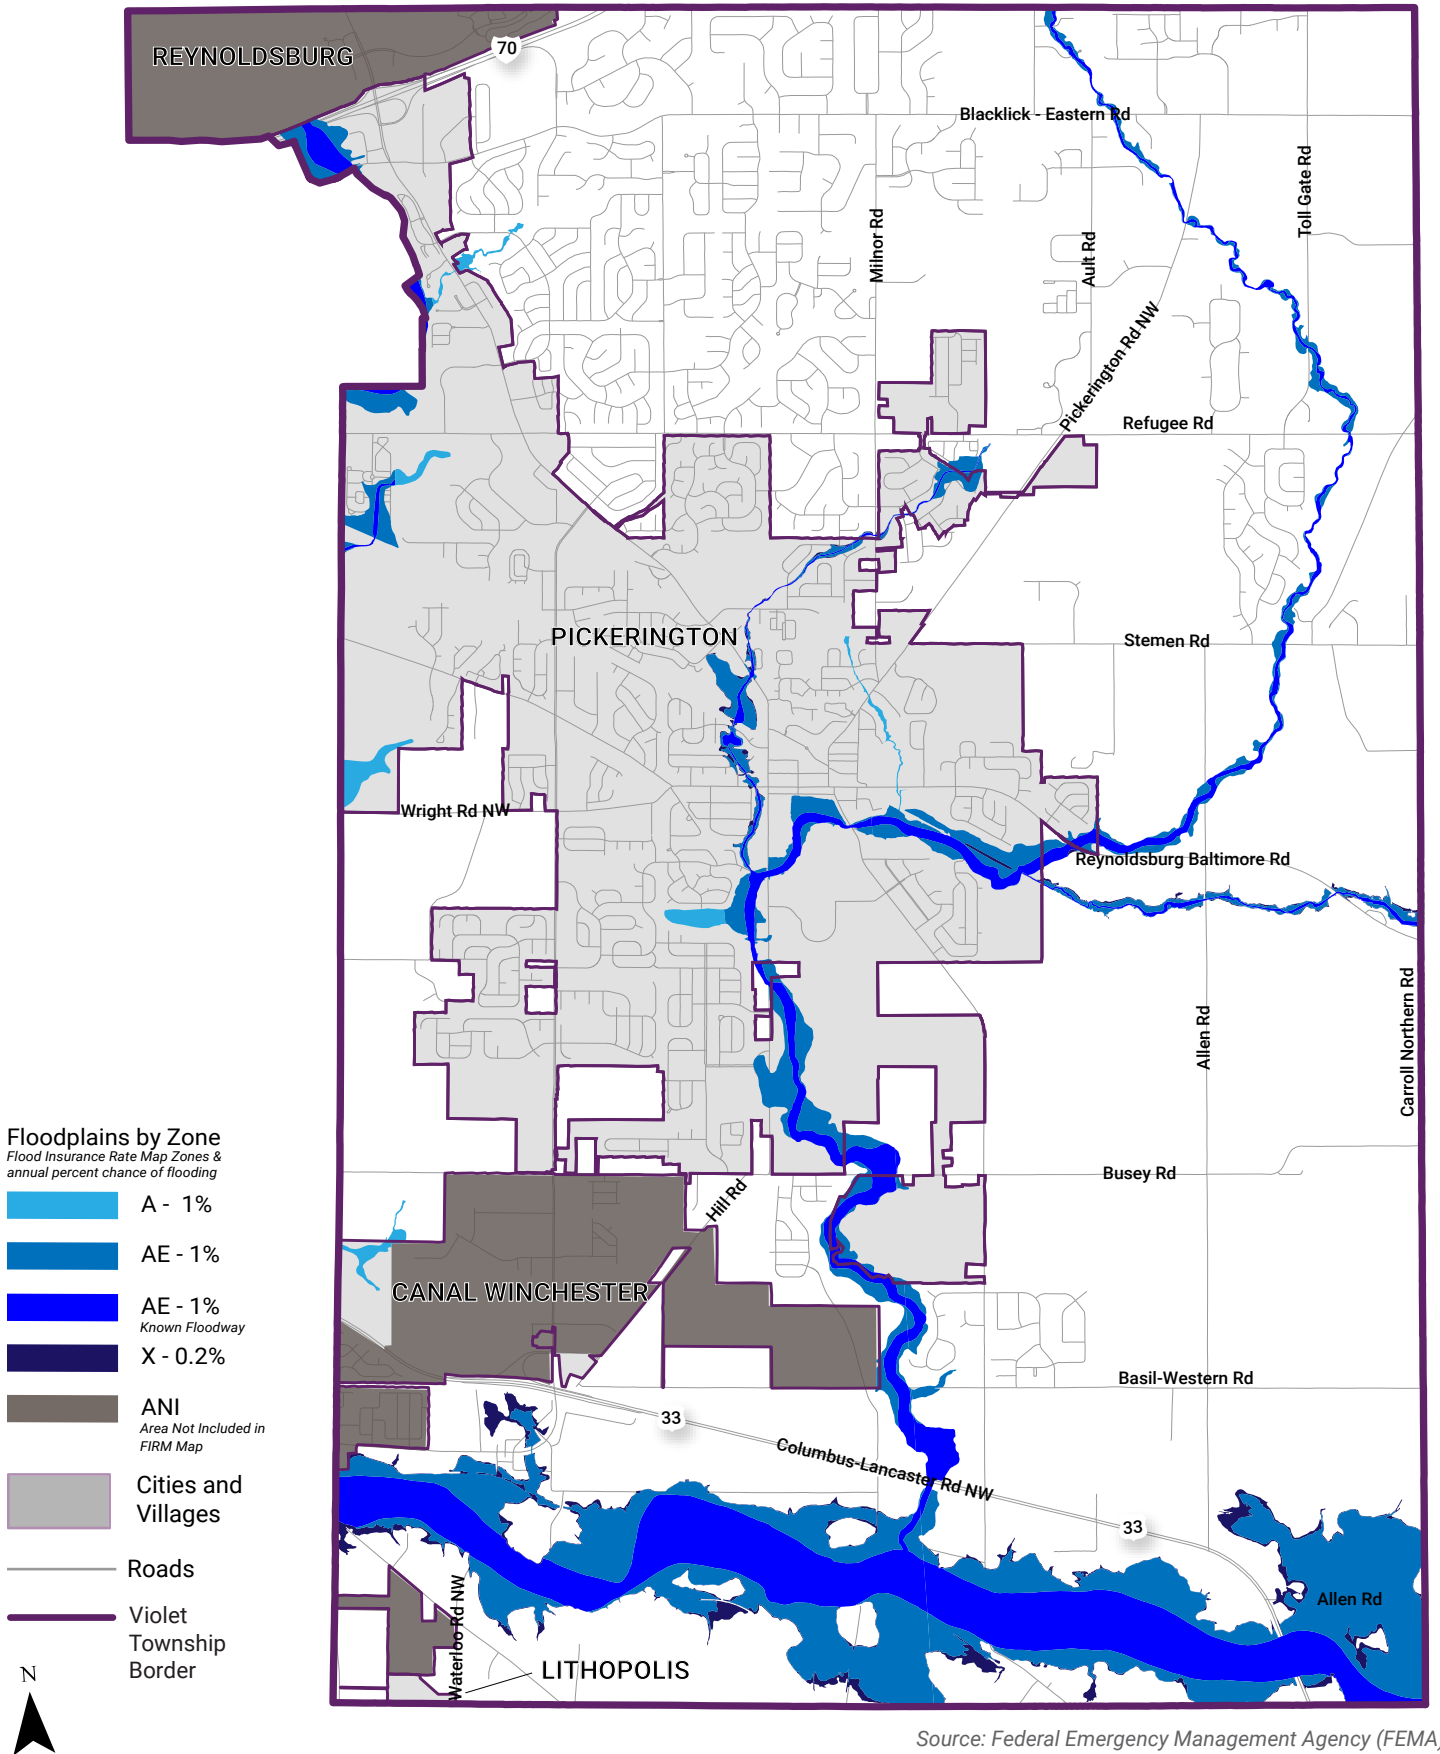 REYNOLDSBURG
70
Blacklick - Eastern Rd
Toll Gate Rd
Milnor Rd
Ault Rd
Pickerington Rd NW
Refugee Rd
PICKERINGTON
Stemen Rd
Wright Rd NW
Reynoldsburg Baltimore Rd
Allen Rd
Carroll Northern Rd
Busey Rd
Hill Rd
CANAL WINCHESTER
Basil-Western Rd
33
Columbus-Lancaster Rd NW
33
Allen Rd
Waterloo Rd NW
LITHOPOLIS
Floodplains by Zone
Flood Insurance Rate Map Zones &
annual percent chance of flooding
A - 1%
AE - 1%
AE - 1%
Known Floodway
X - 0.2%
ANI
Area Not Included in
FIRM Map
Cities and
Villages
Roads
Violet
Township
Border
N
Source: Federal Emergency Management Agency (FEMA)